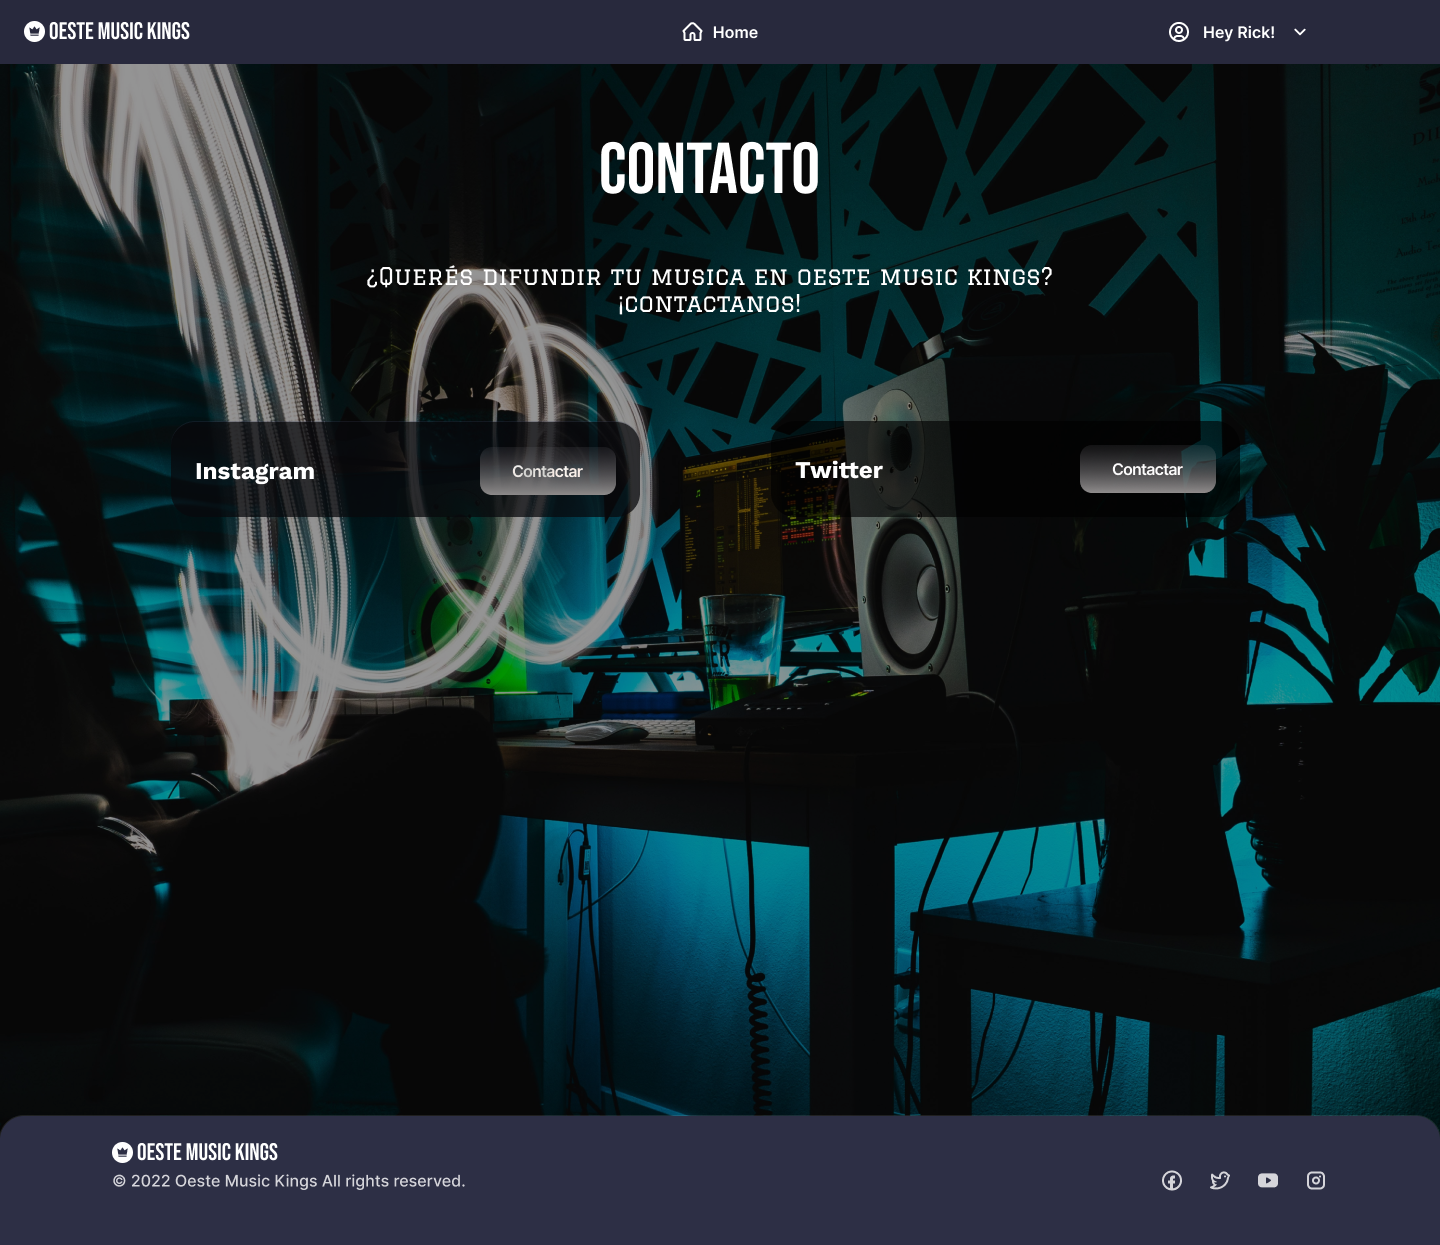 OESTE MUSIC KINGS
Home
Hey Rick!
CONTACTO
¿Querés difundir tu musica en oeste music kings?
¡contactanos!
Instagram
Contactar
Twitter
Contactar
OESTE MUSIC KINGS
© 2022 Oeste Music Kings All rights reserved.